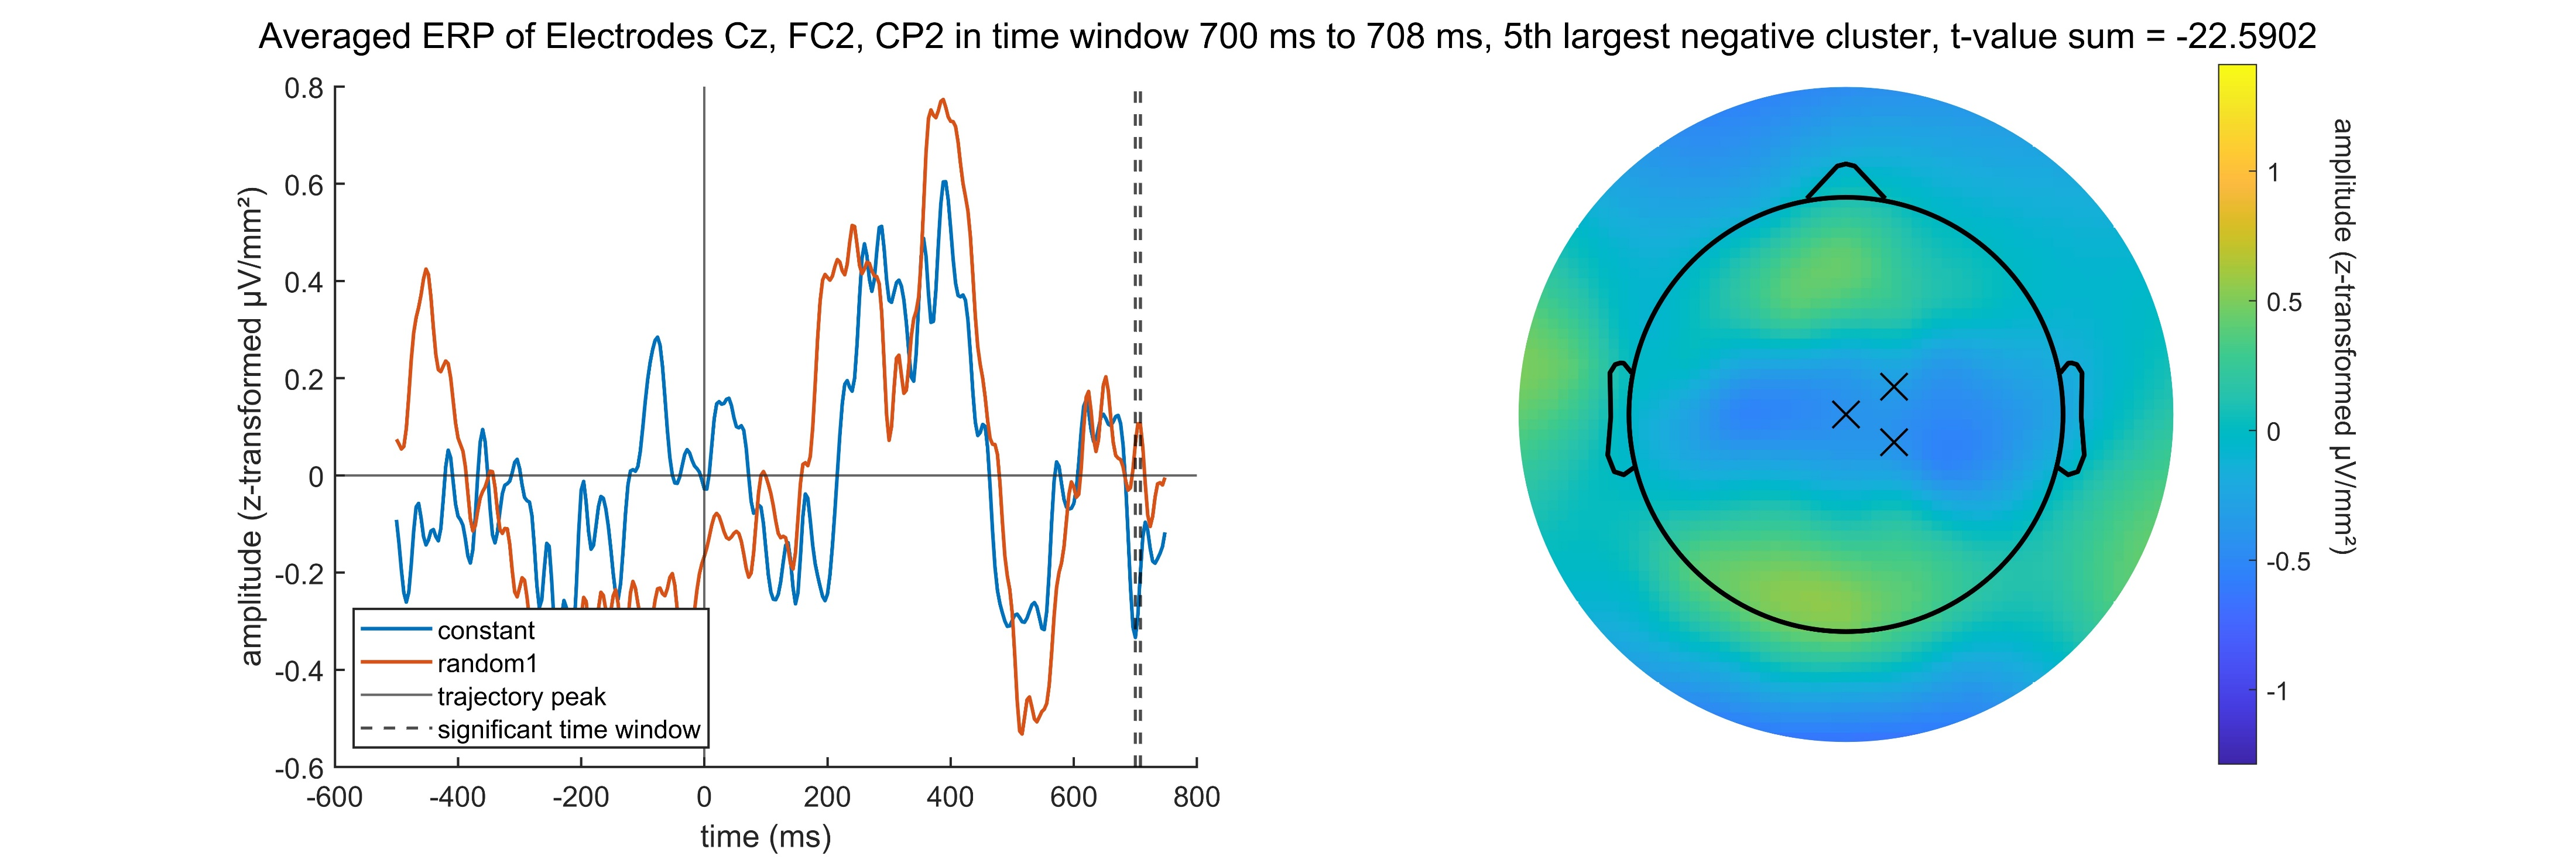 Averaged ERP of Electrodes Cz, FC2, CP2 in time window 700 ms to 708 ms, 5th largest negative cluster, t-value sum = -22.5902
amplitude (z-transformed µV/mm²)
0.8
0.6
0.4
0.2
0
-0.2
-0.4
-0.6
-600
-400
-200
0
200
400
600
800
time (ms)
constant
random1
trajectory peak
significant time window
1
0.5
0
-0.5
-1
amplitude (z-transformed µV/mm²)